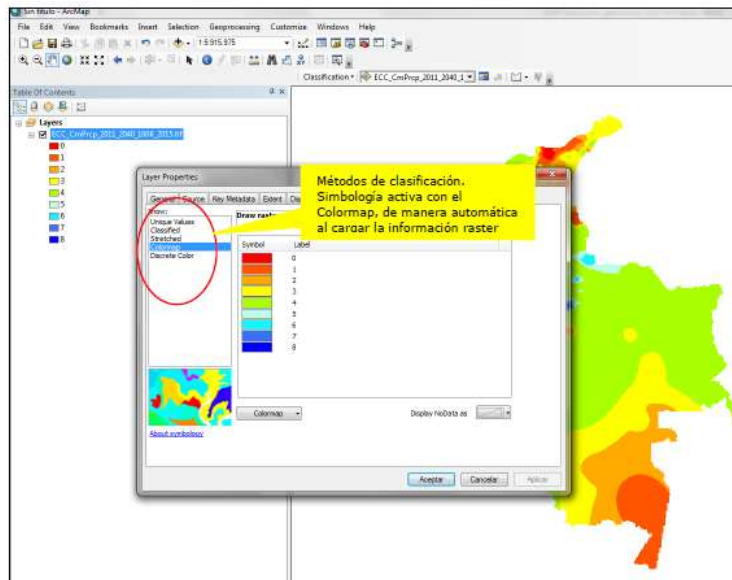 Sin título - ArcMap
File Edit View Bookmarks Insert Selection Geoprocessing Customize Windows Help
1:5.915.975
Classification ECC_CmPrcp_2011_2040_1
Table Of Contents
Layers
ECC_CmPrcp_2011_2040_1004_2015.tif
0
1
2
3
4
5
6
7
8
Layer Properties
General Source Key Metadata Extent
Show:
Unique Values
Classified
Stretched
Colormap
Discrete Color
Draw
Métodos de clasificación.
Simbología activa con el
Colormap, de manera automática
al cargar la información raster
Symbol Label
0
1
2
3
4
5
6
7
8
Colormap
Display NoData as
About symbology
Aceptar Cancelar Aplicar